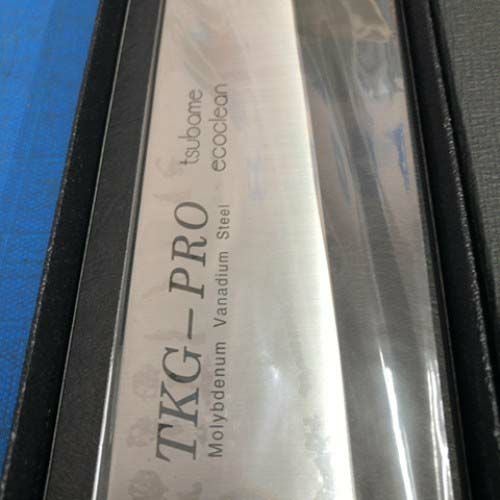 TKG-PRO
Molybdenum Vanadium Steel
tsubame
ecoclean